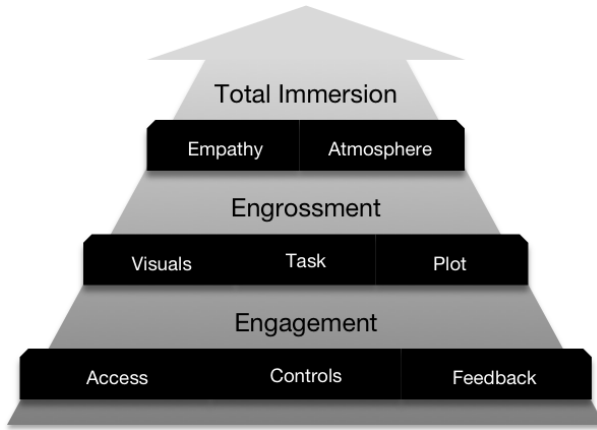 Total Immersion
Empathy Atmosphere
Engrossment
Visuals Task Plot
Engagement
Access Controls Feedback